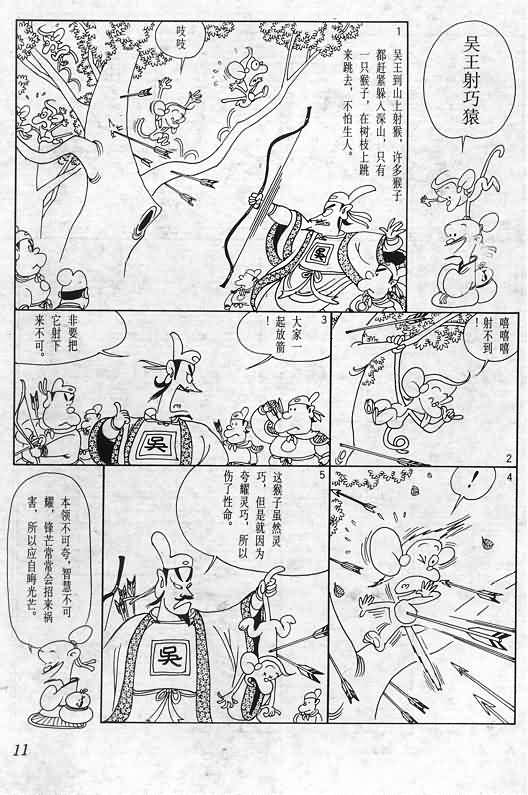 吴王射巧猿
1
吴王到山上射猴，许多猴子
都赶紧躲入深山，只有
一只猴子，在树枝上跳
来跳去，不怕生人。
吱吱
吴
2
嘻嘻嘻
射不到
！
3
大家一
起放箭
！
非要把
它射下
来不可。
吴
4
！
5
这猴子虽然灵
巧，但是就因为
夸耀灵巧，所以
伤了性命。
吴
本领不可夸，智慧不可
耀，锋芒常常会招来祸
害，所以应自晦光芒。
11